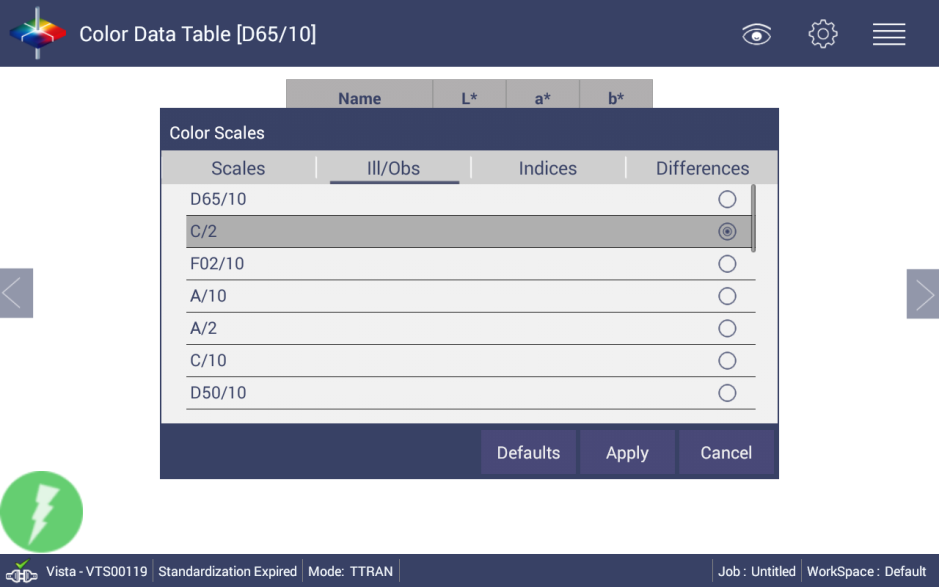 Color Data Table [D65/10]
Name L* a* b*
Color Scales
Scales Ill/Obs Indices Differences
D65/10
C/2
F02/10
A/10
A/2
C/10
D50/10
Defaults Apply Cancel
Vista - VTS00119 Standardization Expired Mode: TTRAN Job : Untitled WorkSpace : Default